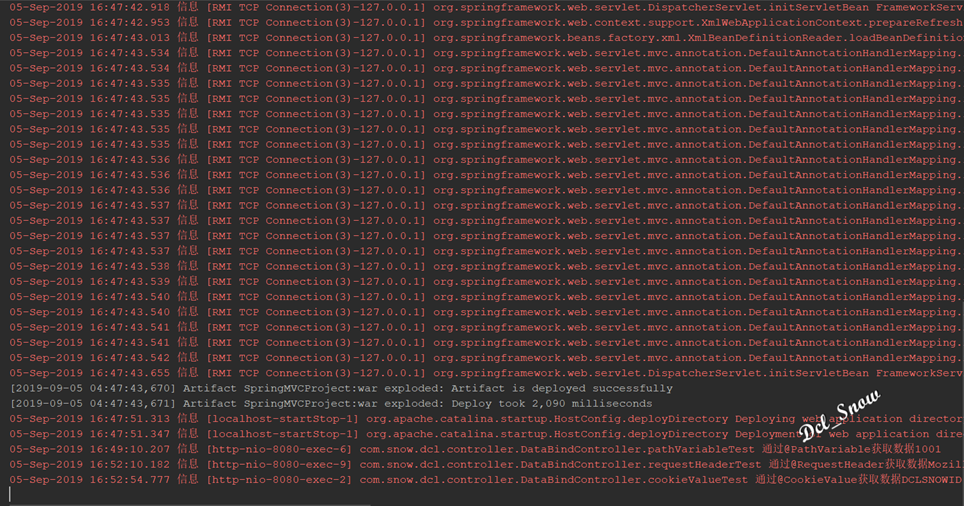 05-Sep-2019 16:47:42.918 信息 [RMI TCP Connection(3)-127.0.0.1] org.springframework.web.servlet.DispatcherServlet.initServletBean FrameworkServ
05-Sep-2019 16:47:42.953 信息 [RMI TCP Connection(3)-127.0.0.1] org.springframework.web.context.support.XmlWebApplicationContext.prepareRefresh
05-Sep-2019 16:47:43.013 信息 [RMI TCP Connection(3)-127.0.0.1] org.springframework.beans.factory.xml.XmlBeanDefinitionReader.loadBeanDefinitio
05-Sep-2019 16:47:43.534 信息 [RMI TCP Connection(3)-127.0.0.1] org.springframework.web.servlet.mvc.annotation.DefaultAnnotationHandlerMapping.
05-Sep-2019 16:47:43.534 信息 [RMI TCP Connection(3)-127.0.0.1] org.springframework.web.servlet.mvc.annotation.DefaultAnnotationHandlerMapping.
05-Sep-2019 16:47:43.535 信息 [RMI TCP Connection(3)-127.0.0.1] org.springframework.web.servlet.mvc.annotation.DefaultAnnotationHandlerMapping.
05-Sep-2019 16:47:43.535 信息 [RMI TCP Connection(3)-127.0.0.1] org.springframework.web.servlet.mvc.annotation.DefaultAnnotationHandlerMapping.
05-Sep-2019 16:47:43.535 信息 [RMI TCP Connection(3)-127.0.0.1] org.springframework.web.servlet.mvc.annotation.DefaultAnnotationHandlerMapping.
05-Sep-2019 16:47:43.535 信息 [RMI TCP Connection(3)-127.0.0.1] org.springframework.web.servlet.mvc.annotation.DefaultAnnotationHandlerMapping.
05-Sep-2019 16:47:43.535 信息 [RMI TCP Connection(3)-127.0.0.1] org.springframework.web.servlet.mvc.annotation.DefaultAnnotationHandlerMapping.
05-Sep-2019 16:47:43.536 信息 [RMI TCP Connection(3)-127.0.0.1] org.springframework.web.servlet.mvc.annotation.DefaultAnnotationHandlerMapping.
05-Sep-2019 16:47:43.536 信息 [RMI TCP Connection(3)-127.0.0.1] org.springframework.web.servlet.mvc.annotation.DefaultAnnotationHandlerMapping.
05-Sep-2019 16:47:43.536 信息 [RMI TCP Connection(3)-127.0.0.1] org.springframework.web.servlet.mvc.annotation.DefaultAnnotationHandlerMapping.
05-Sep-2019 16:47:43.537 信息 [RMI TCP Connection(3)-127.0.0.1] org.springframework.web.servlet.mvc.annotation.DefaultAnnotationHandlerMapping.
05-Sep-2019 16:47:43.537 信息 [RMI TCP Connection(3)-127.0.0.1] org.springframework.web.servlet.mvc.annotation.DefaultAnnotationHandlerMapping.
05-Sep-2019 16:47:43.537 信息 [RMI TCP Connection(3)-127.0.0.1] org.springframework.web.servlet.mvc.annotation.DefaultAnnotationHandlerMapping.
05-Sep-2019 16:47:43.537 信息 [RMI TCP Connection(3)-127.0.0.1] org.springframework.web.servlet.mvc.annotation.DefaultAnnotationHandlerMapping.
05-Sep-2019 16:47:43.538 信息 [RMI TCP Connection(3)-127.0.0.1] org.springframework.web.servlet.mvc.annotation.DefaultAnnotationHandlerMapping.
05-Sep-2019 16:47:43.539 信息 [RMI TCP Connection(3)-127.0.0.1] org.springframework.web.servlet.mvc.annotation.DefaultAnnotationHandlerMapping.
05-Sep-2019 16:47:43.540 信息 [RMI TCP Connection(3)-127.0.0.1] org.springframework.web.servlet.mvc.annotation.DefaultAnnotationHandlerMapping.
05-Sep-2019 16:47:43.540 信息 [RMI TCP Connection(3)-127.0.0.1] org.springframework.web.servlet.mvc.annotation.DefaultAnnotationHandlerMapping.
05-Sep-2019 16:47:43.541 信息 [RMI TCP Connection(3)-127.0.0.1] org.springframework.web.servlet.mvc.annotation.DefaultAnnotationHandlerMapping.
05-Sep-2019 16:47:43.541 信息 [RMI TCP Connection(3)-127.0.0.1] org.springframework.web.servlet.mvc.annotation.DefaultAnnotationHandlerMapping.
05-Sep-2019 16:47:43.542 信息 [RMI TCP Connection(3)-127.0.0.1] org.springframework.web.servlet.mvc.annotation.DefaultAnnotationHandlerMapping.
05-Sep-2019 16:47:43.655 信息 [RMI TCP Connection(3)-127.0.0.1] org.springframework.web.servlet.DispatcherServlet.initServletBean FrameworkServ
[2019-09-05 04:47:43,670] Artifact SpringMVCProject:war exploded: Artifact is deployed successfully
[2019-09-05 04:47:43,671] Artifact SpringMVCProject:war exploded: Deploy took 2,090 milliseconds
05-Sep-2019 16:47:51.313 信息 [localhost-startStop-1] org.apache.catalina.startup.HostConfig.deployDirectory Deploying web application director
05-Sep-2019 16:47:51.347 信息 [localhost-startStop-1] org.apache.catalina.startup.HostConfig.deployDirectory Deployment web application dire
05-Sep-2019 16:49:10.207 信息 [http-nio-8080-exec-6] com.snow.dcl.controller.DataBindController.pathVariableTest 通过@PathVariable获取数据1001
05-Sep-2019 16:52:10.182 信息 [http-nio-8080-exec-9] com.snow.dcl.controller.DataBindController.requestHeaderTest 通过@RequestHeader获取数据Mozil
05-Sep-2019 16:52:54.777 信息 [http-nio-8080-exec-2] com.snow.dcl.controller.DataBindController.cookieValueTest 通过@CookieValue获取数据DCLSNOWID
Dcl_Snow